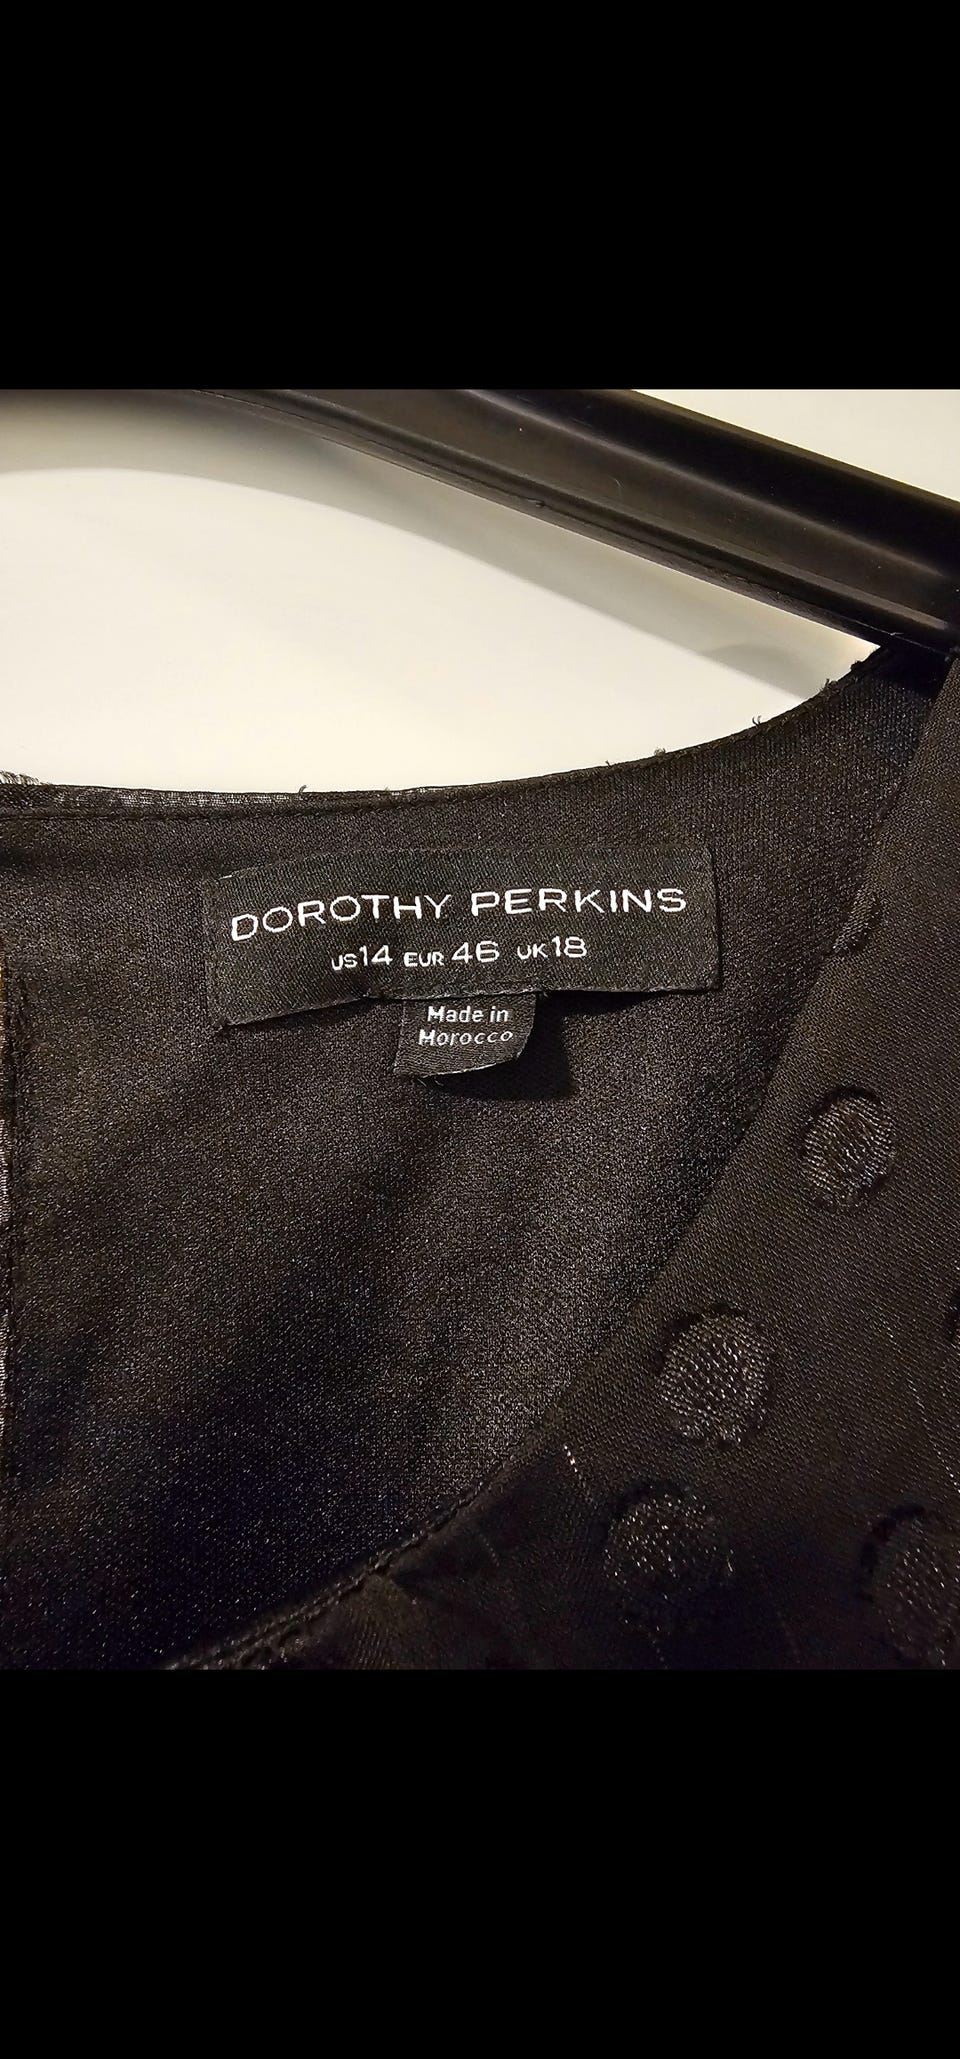 DOROTHY PERKINS
US14 EUR 46 UK18
Made in
Morocco